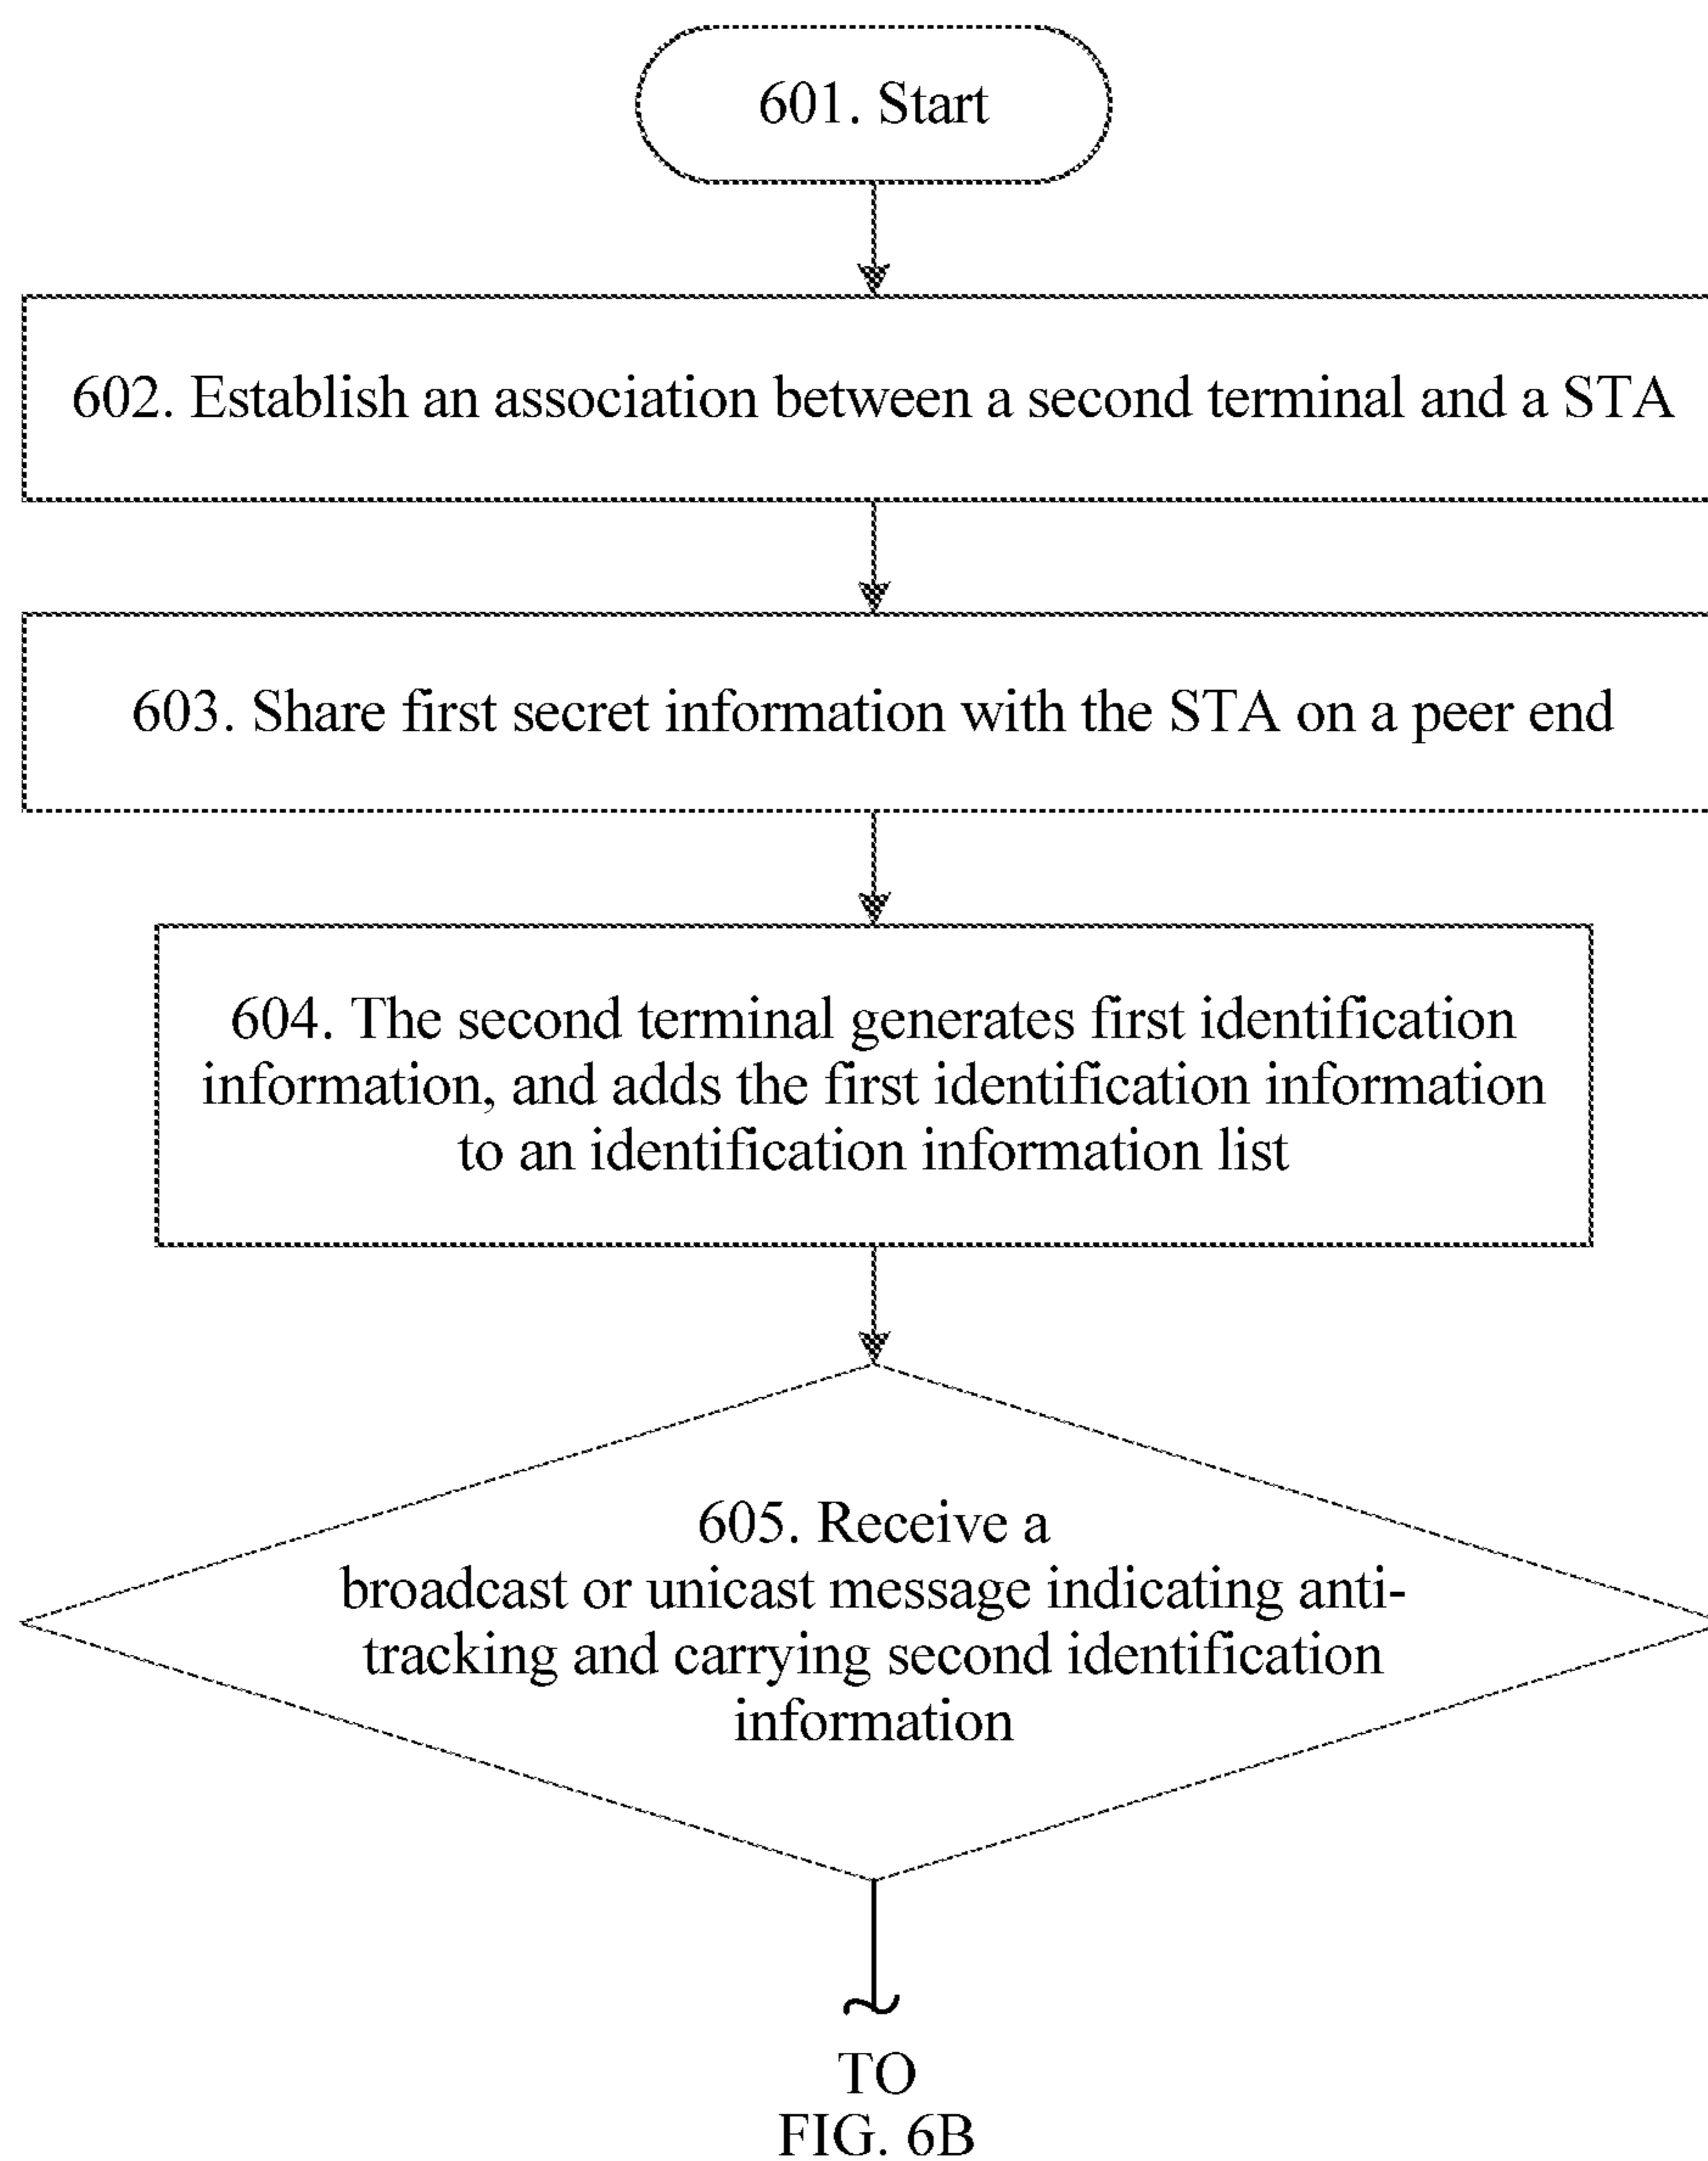 601. Start
602. Establish an association between a second terminal and a STA
603. Share first secret information with the STA on a peer end
604. The second terminal generates first identification
information, and adds the first identification information
to an identification information list
605. Receive a
broadcast or unicast message indicating anti-
tracking and carrying second identification
information
TO
FIG. 6B